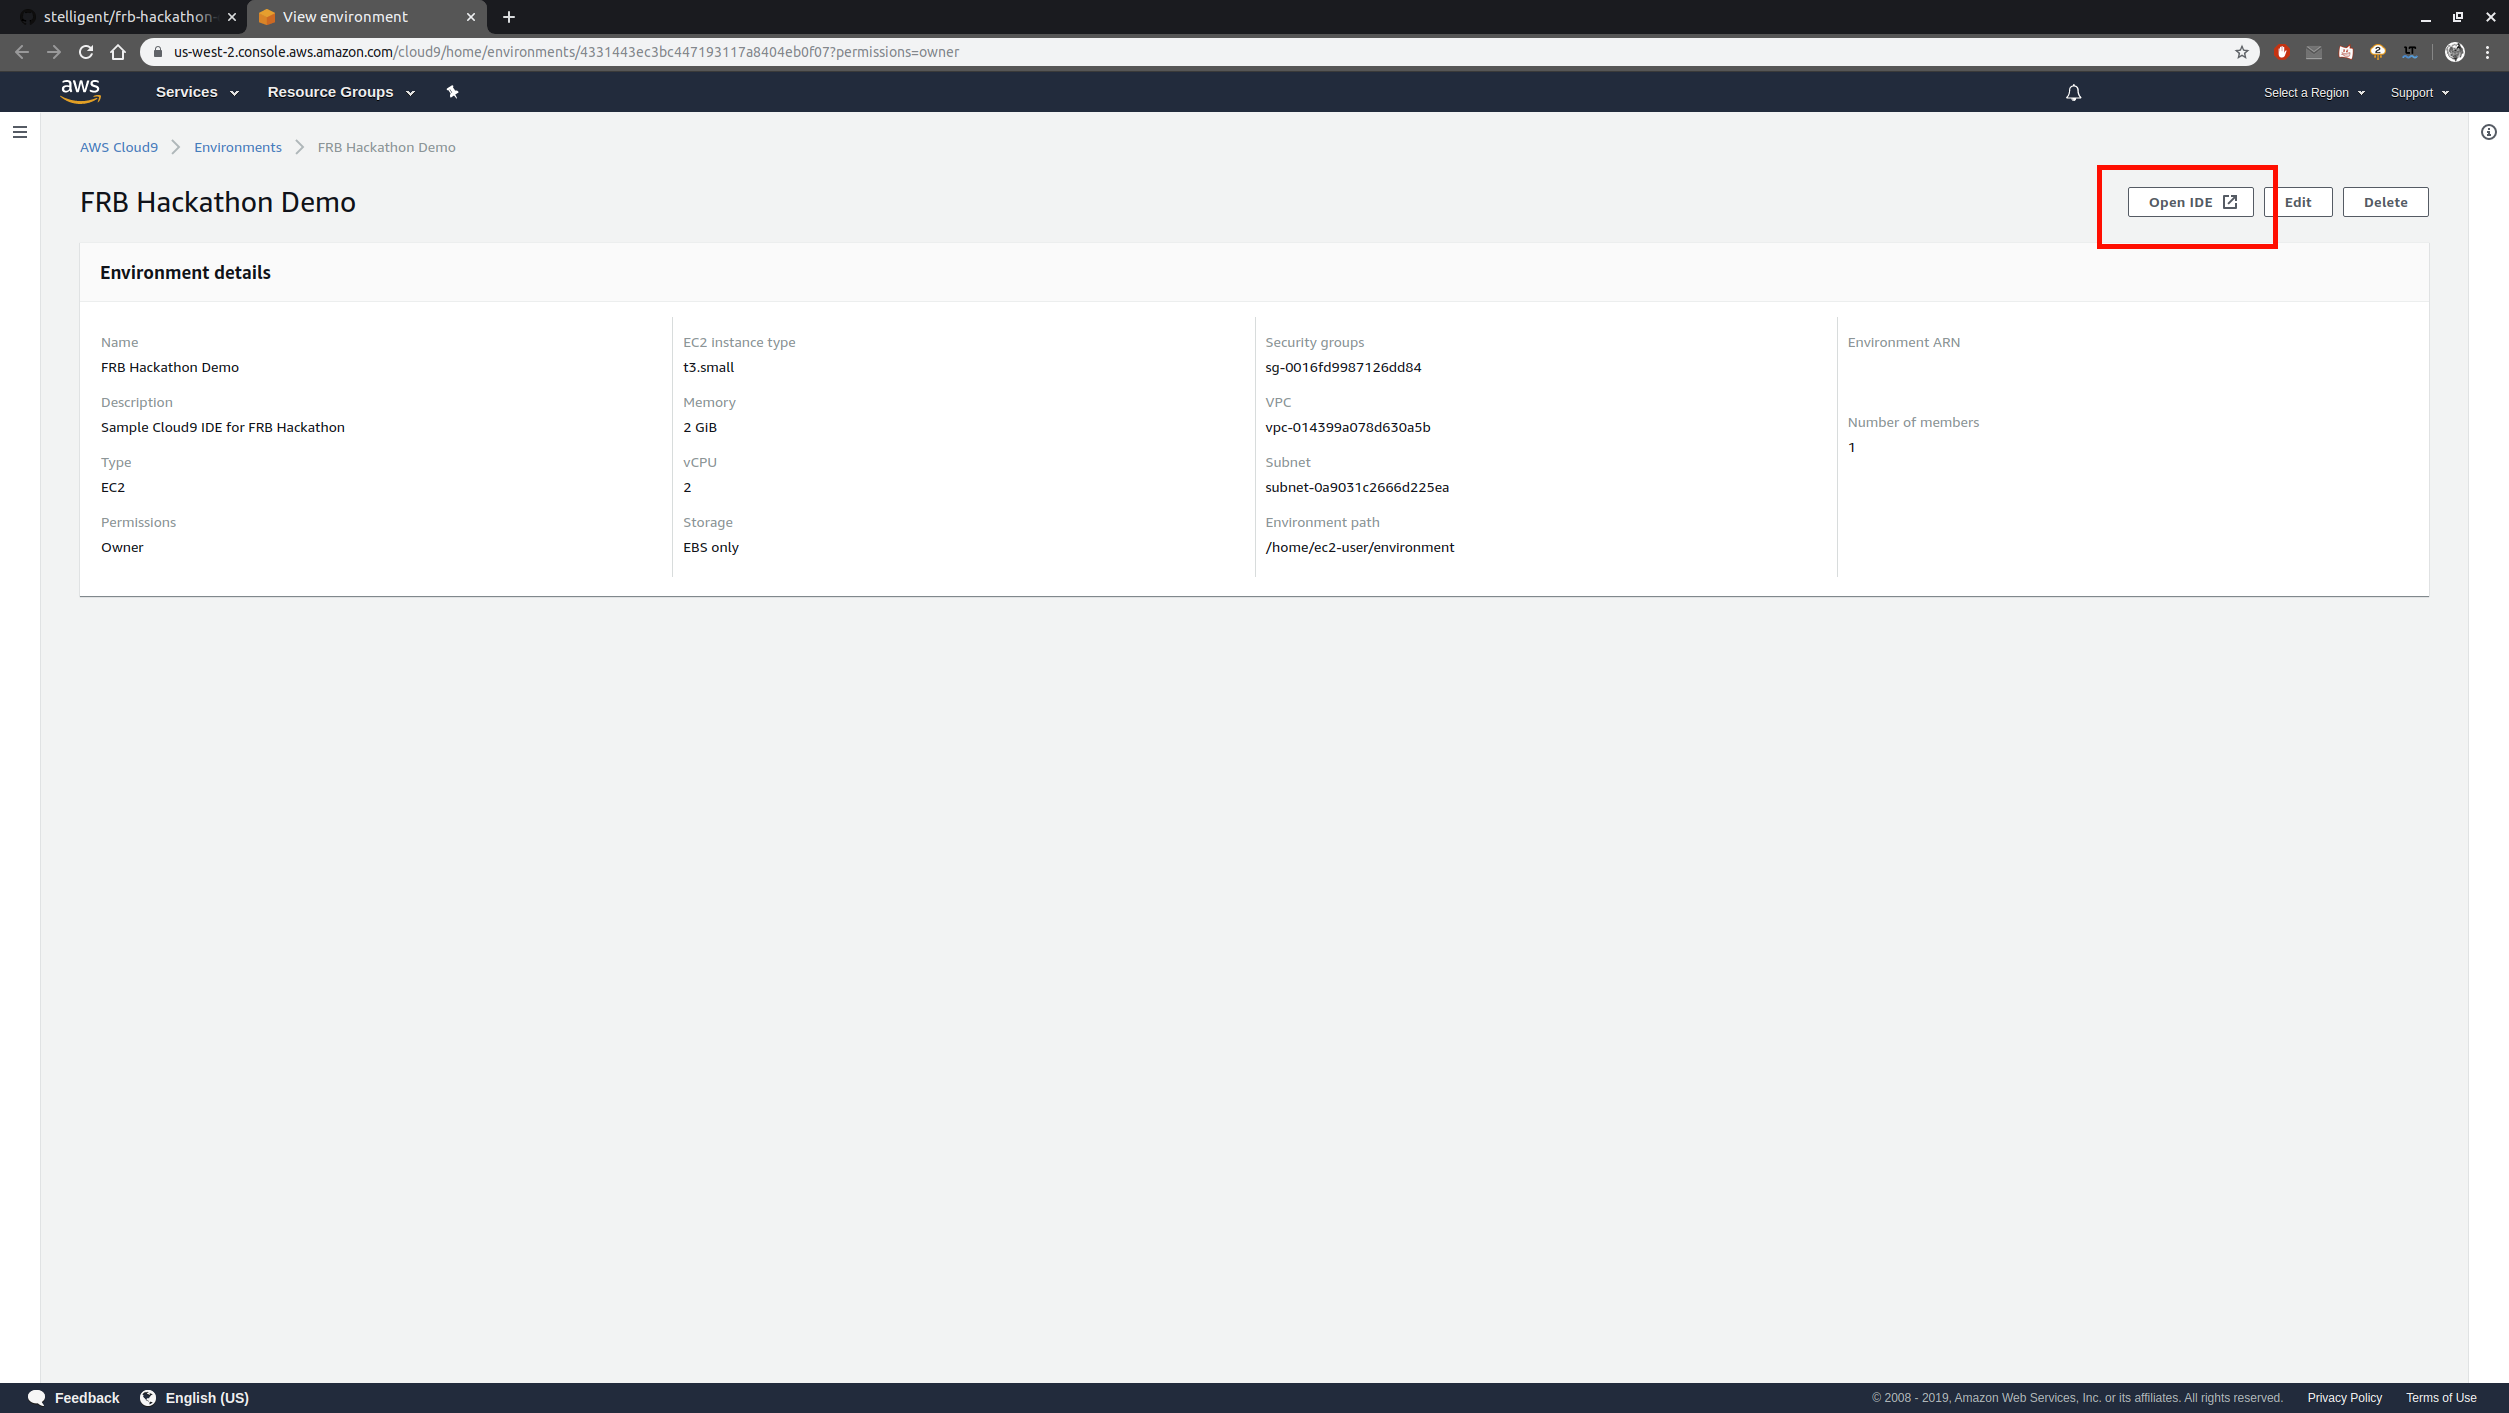 stelligent/frb-hackathon-
View environment
us-west-2.console.aws.amazon.com/cloud9/home/environments/4331443ec3bc447193117a8404eb0f07?permissions=owner
2
LT
aws
Services
Resource Groups
Select a Region
Support
AWS Cloud9
Environments
FRB Hackathon Demo
FRB Hackathon Demo
Open IDE
Edit
Delete
Environment details
Name
FRB Hackathon Demo
Description
Sample Cloud9 IDE for FRB Hackathon
Type
EC2
Permissions
Owner
EC2 instance type
t3.small
Memory
2 GiB
vCPU
2
Storage
EBS only
Security groups
sg-0016fd9987126dd84
VPC
vpc-014399a078d630a5b
Subnet
subnet-0a9031c2666d225ea
Environment path
/home/ec2-user/environment
Environment ARN
Number of members
1
Feedback
English (US)
© 2008 - 2019, Amazon Web Services, Inc. or its affiliates. All rights reserved.
Privacy Policy
Terms of Use